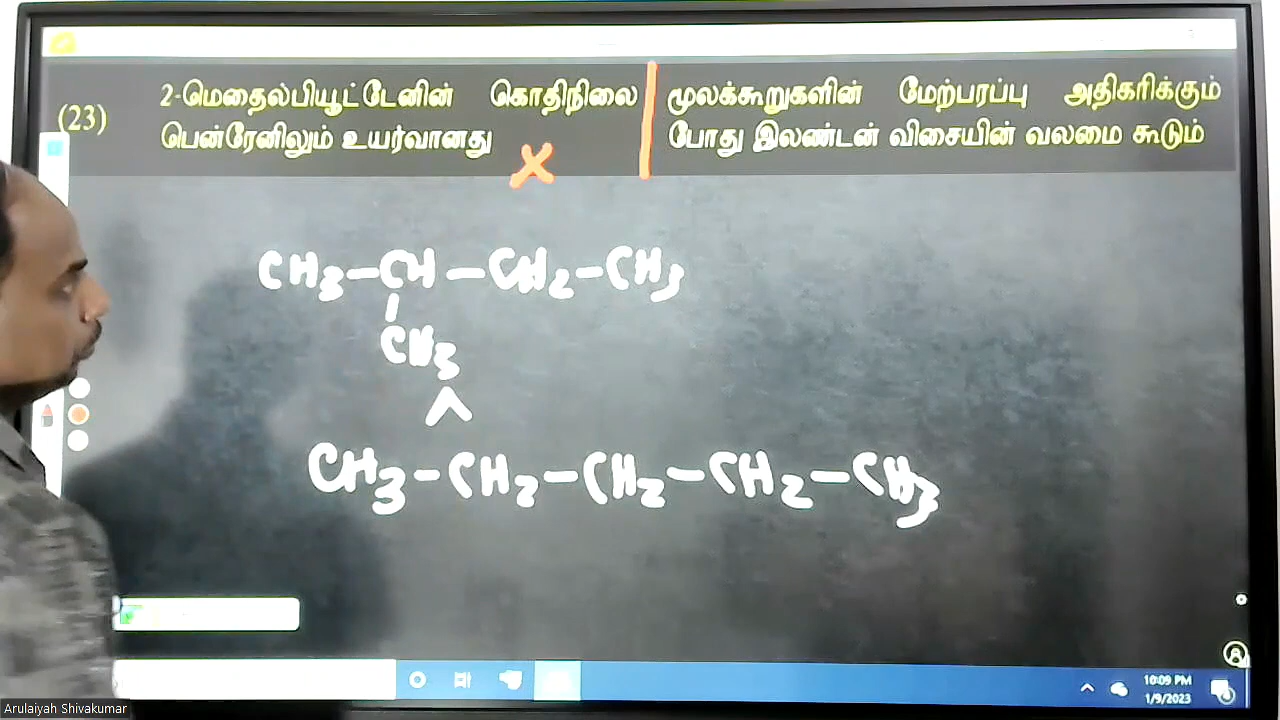 (23) 2-மெதைல்பியூட்டேனின் கொதிநிலை மூலக்கூறுகளின் மேற்பரப்பு அதிகரிக்கும்
பென்ரேனிலும் உயர்வானது போது இலண்டன் விசையின் வலமை கூடும்
X
CH3-CH-CH2-CH3
CH3
^
CH3-CH2-CH2-CH2-CH3
10:09 PM
1/9/2023
Arulaiyah Shivakumar